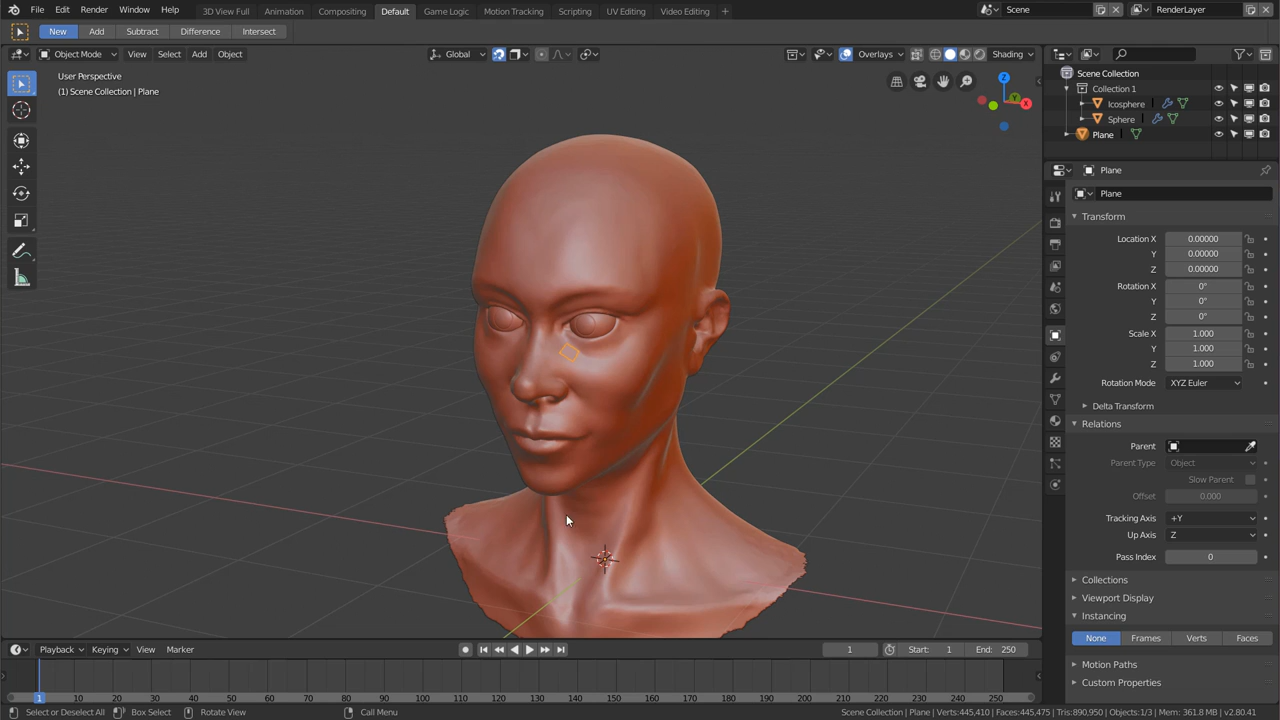 File Edit Render Window Help 3D View Full Animation Compositing Default Game Logic Motion Tracking Scripting UV Editing Video Editing + Scene RenderLayer
New Add Subtract Difference Intersect
Object Mode View Select Add Object Global Overlays Shading
User Perspective
(1) Scene Collection | Plane
Z
Y
X
Scene Collection
Collection 1
Icosphere
Sphere
Plane
Plane
Plane
Transform
Location X 0.00000
Y 0.00000
Z 0.00000
Rotation X 0°
Y 0°
Z 0°
Scale X 1.000
Y 1.000
Z 1.000
Rotation Mode XYZ Euler
Delta Transform
Relations
Parent
Parent Type Object
Slow Parent
Offset 0.000
Tracking Axis +Y
Up Axis Z
Pass Index 0
Collections
Viewport Display
Instancing
None Frames Verts Faces
Motion Paths
Custom Properties
Playback Keying View Marker 1 Start: 1 End: 250
1 10 20 30 40 50 60 70 80 90 100 110 120 130 140 150 160 170 180 190 200 210 220 230 240 250
Select or Deselect All Box Select Rotate View Call Menu Scene Collection | Plane | Verts:445,410 | Faces:445,475 | Tris:890,950 | Objects:1/3 | Mem: 361.8 MB | v2.80.41